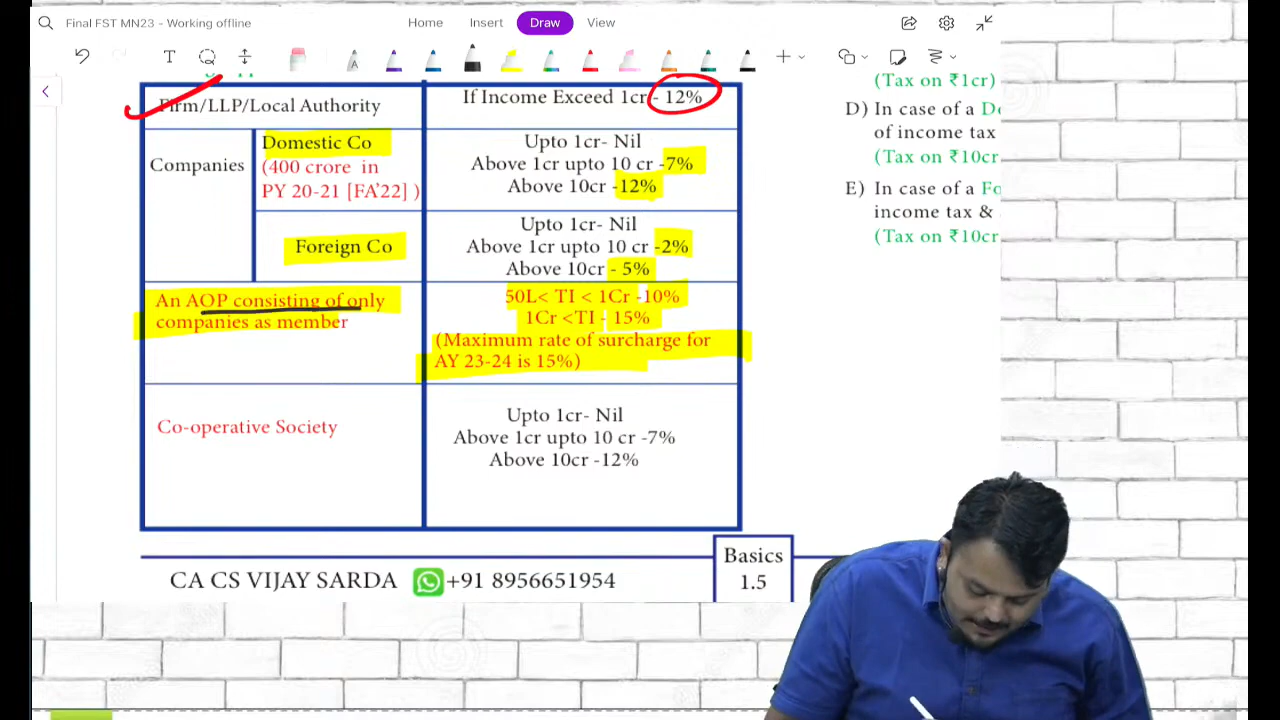 Final FST MN23 - Working offline
Home Insert Draw View
Firm/LLP/Local Authority
If Income Exceed 1cr - 12%
Companies
Domestic Co
(400 crore in
PY 20-21 [FA'22] )
Upto 1cr- Nil
Above 1cr upto 10 cr -7%
Above 10cr -12%
Foreign Co
Upto 1cr- Nil
Above 1cr upto 10 cr -2%
Above 10cr - 5%
An AOP consisting of only
companies as member
50L< TI < 1Cr -10%
1Cr <TI - 15%
(Maximum rate of surcharge for
AY 23-24 is 15%)
Co-operative Society
Upto 1cr- Nil
Above 1cr upto 10 cr -7%
Above 10cr -12%
(Tax on ₹1cr)
D) In case of a
of income tax
(Tax on ₹10cr
E) In case of a
income tax &
(Tax on ₹10cr
CA CS VIJAY SARDA +91 8956651954
Basics
1.5